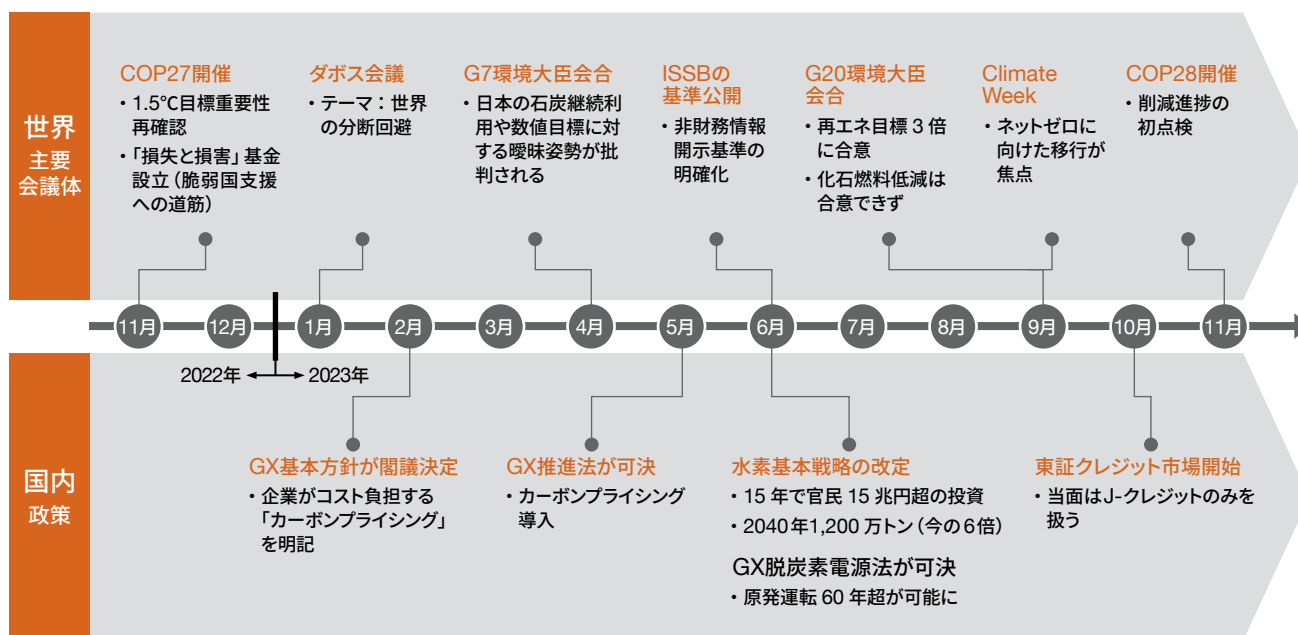 世界
主要
会議体
COP27開催
・1.5℃目標重要性
再確認
・「損失と損害」基金
設立（脆弱国支援
への道筋）
ダボス会議
・テーマ：世界
の分断回避
G7環境大臣会合
・日本の石炭継続利
用や数値目標に対
する曖昧姿勢が批
判される
ISSBの
基準公開
・非財務情報
開示基準の
明確化
G20環境大臣
会合
・再エネ目標 3 倍
に合意
・化石燃料低減は
合意できず
Climate
Week
・ネットゼロに
向けた移行が
焦点
COP28開催
・削減進捗の
初点検
11月
12月
1月
2月
3月
4月
5月
6月
7月
8月
9月
10月
11月
2022年
2023年
国内
政策
GX基本方針が閣議決定
・企業がコスト負担する
「カーボンプライシング」
を明記
GX推進法が可決
・カーボンプライシング
導入
水素基本戦略の改定
・15 年で官民 15 兆円超の投資
・2040年1,200 万トン（今の6倍）
GX脱炭素電源法が可決
・原発運転 60 年超が可能に
東証クレジット市場開始
・当面はJ-クレジットのみを
扱う